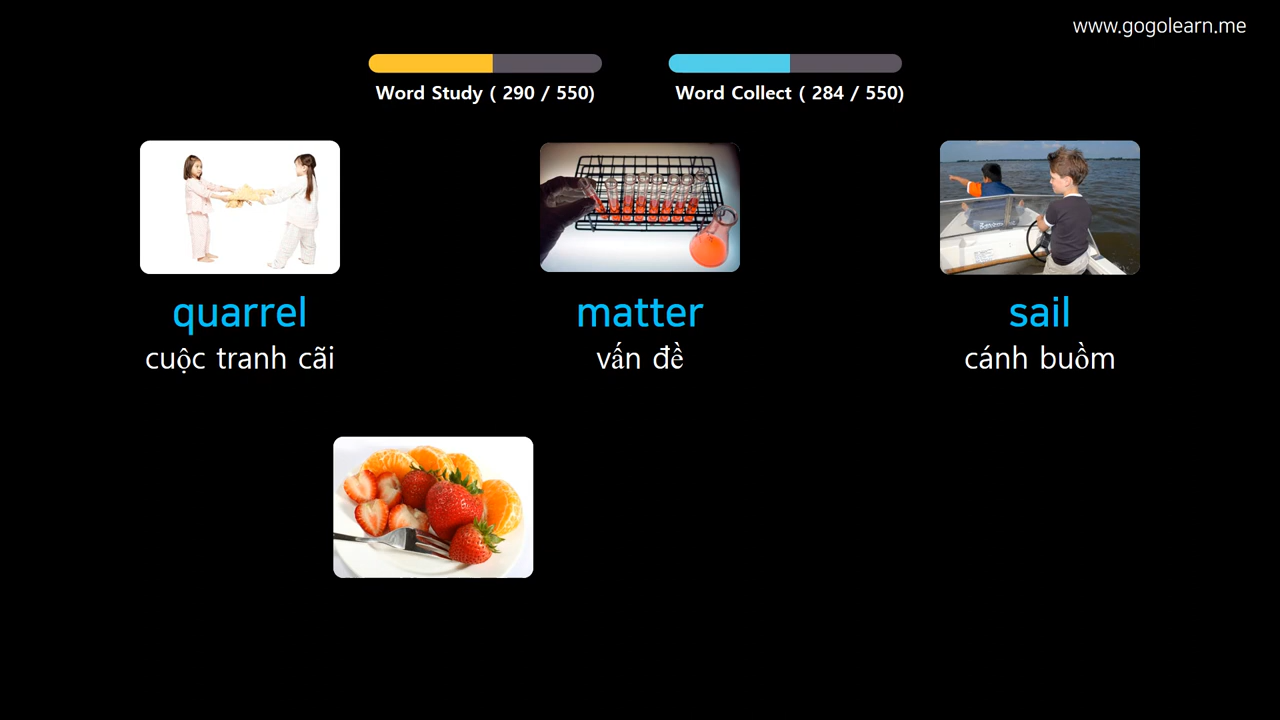 www.gogolearn.me
Word Study ( 290 / 550)
Word Collect ( 284 / 550)
quarrel
matter
sail
cuộc tranh cãi
vấn đề
cánh buồm